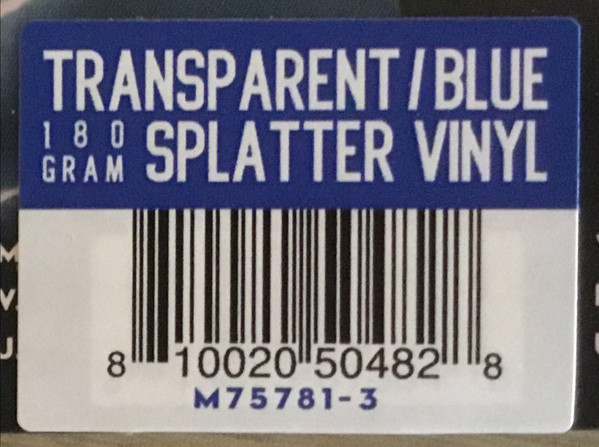 TRANSPARENT/BLUE
180 GRAM SPLATTER VINYL
8 10020 50482 8
M75781-3